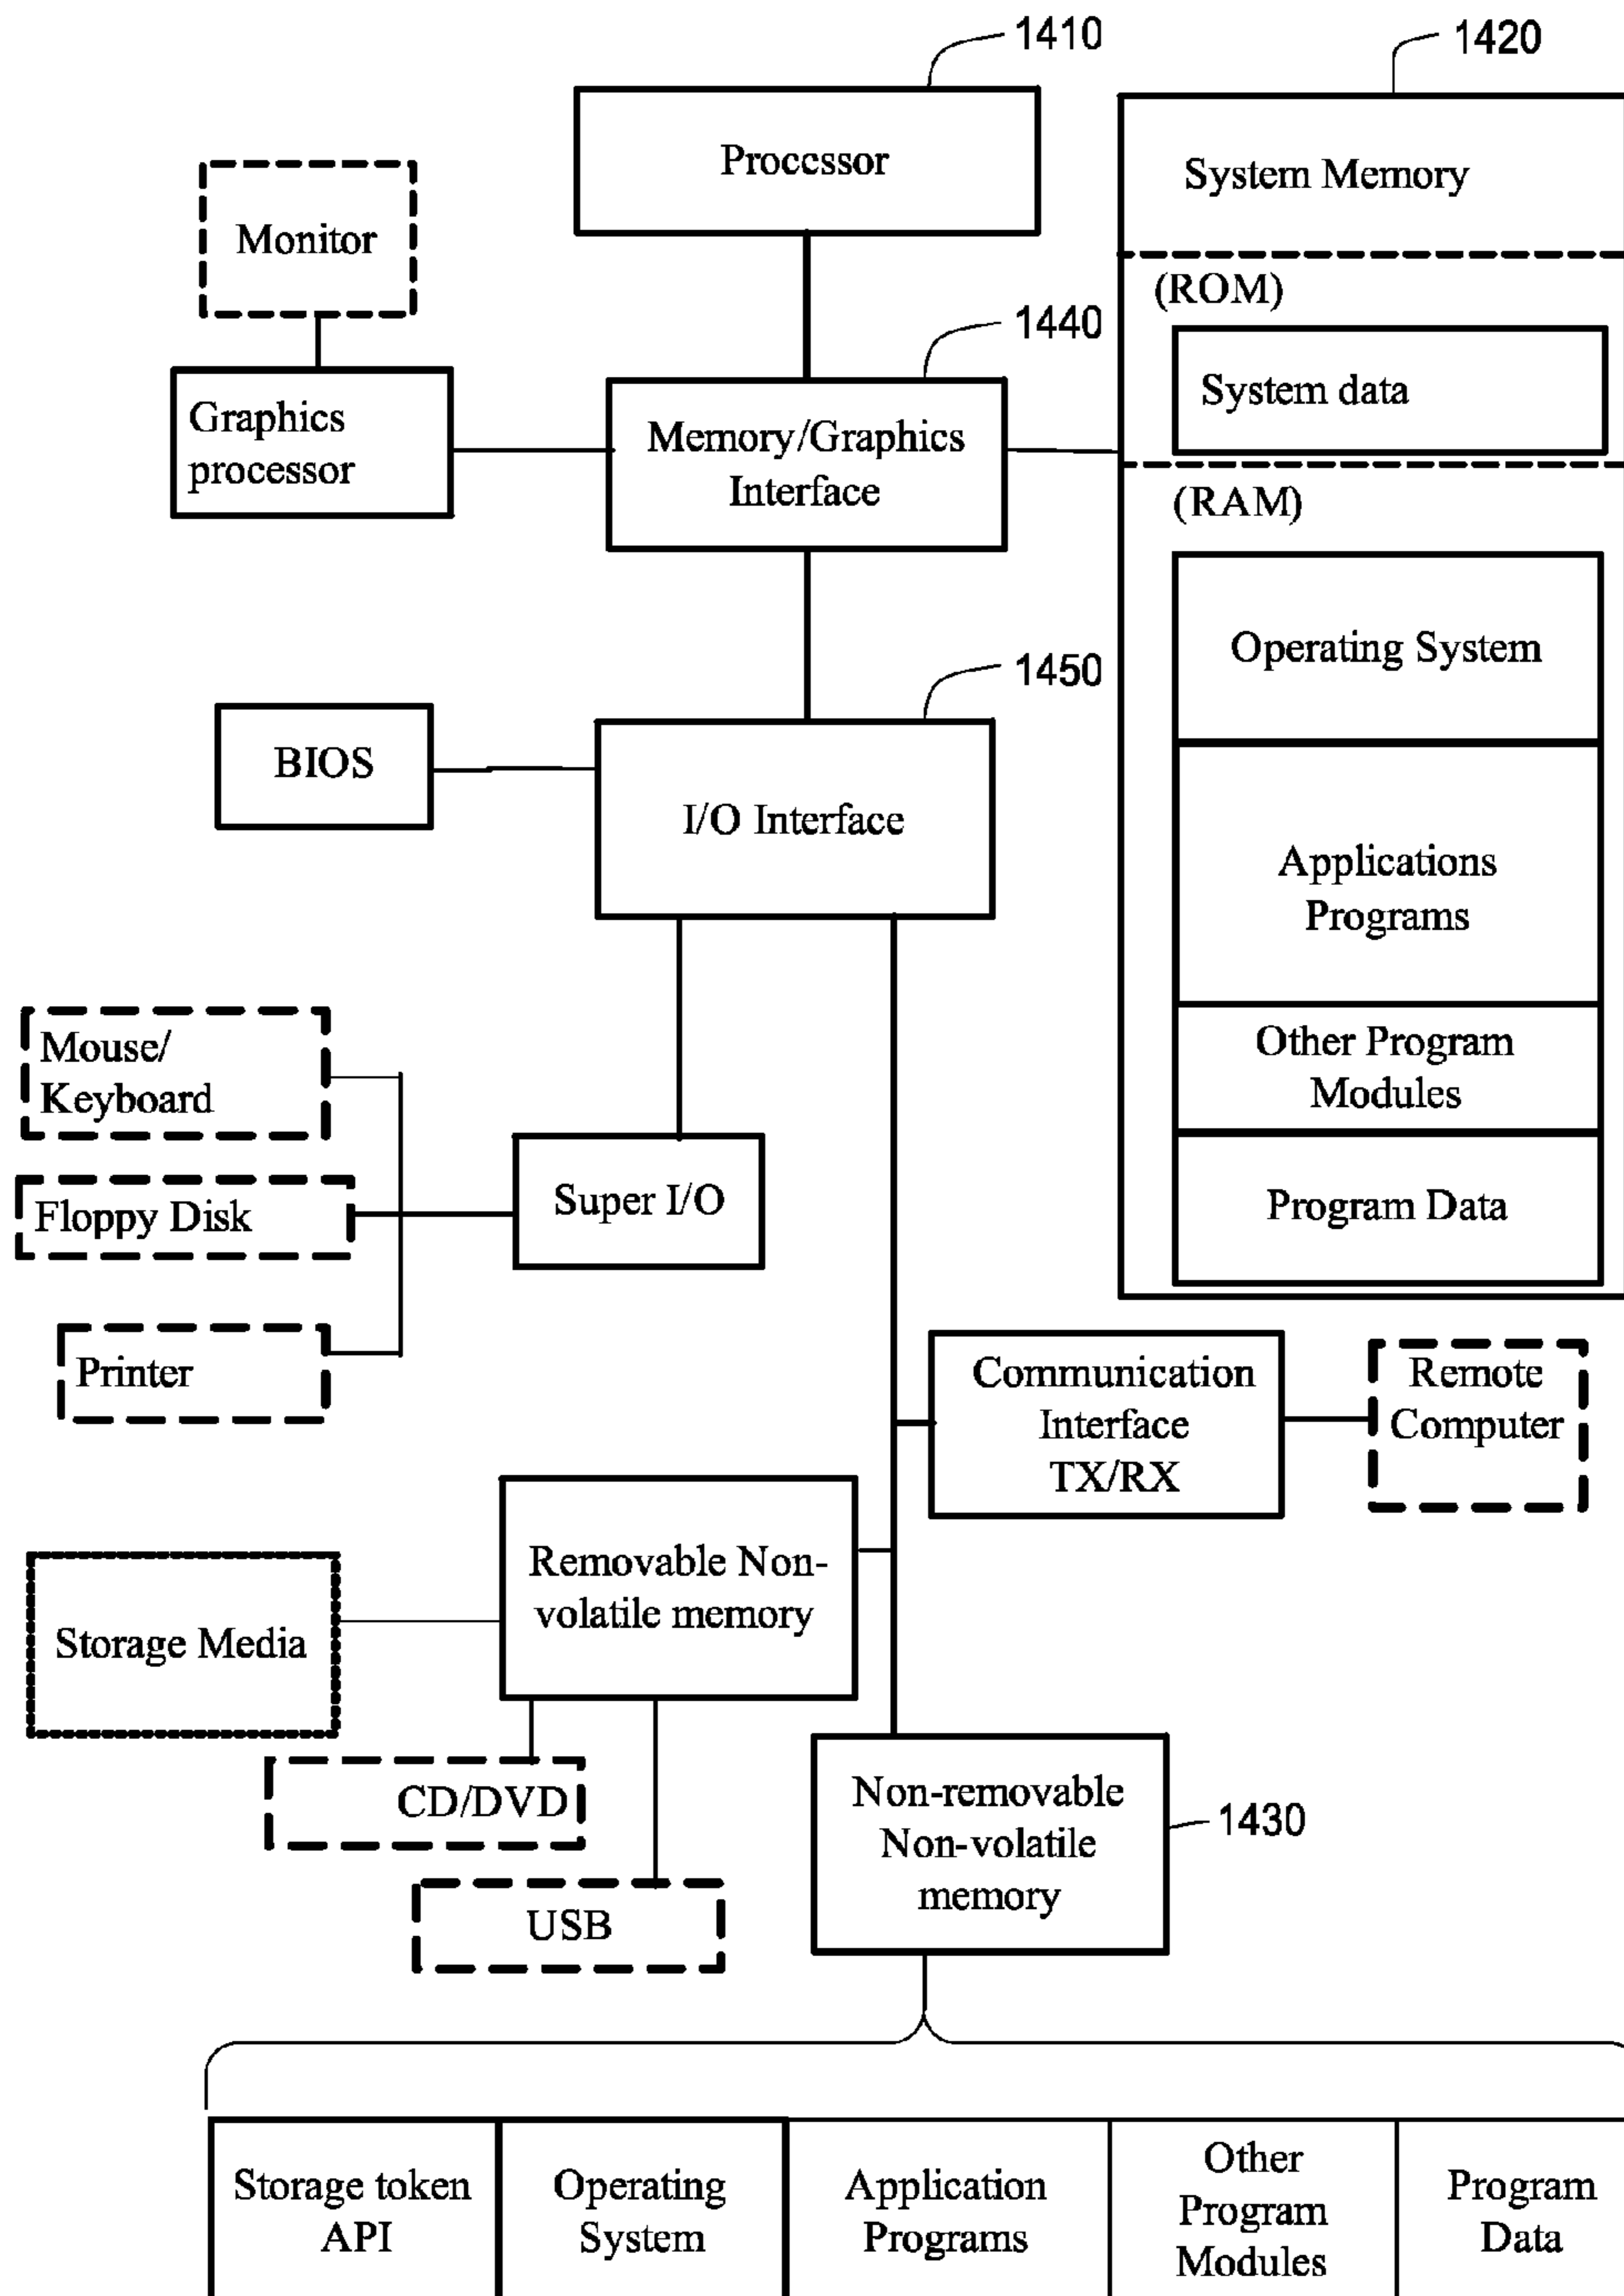 1410
1420
Processor
System Memory
Monitor
(ROM)
1440
System data
Graphics
processor
Memory/Graphics
Interface
(RAM)
Operating System
1450
BIOS
I/O Interface
Applications
Programs
Mouse/
Keyboard
Other Program
Modules
Floppy Disk
Super I/O
Program Data
Printer
Communication
Interface
TX/RX
Remote
Computer
Removable Non-
volatile memory
Storage Media
CD/DVD
Non-removable
Non-volatile
memory
1430
USB
Storage token
API
Operating
System
Application
Programs
Other
Program
Modules
Program
Data